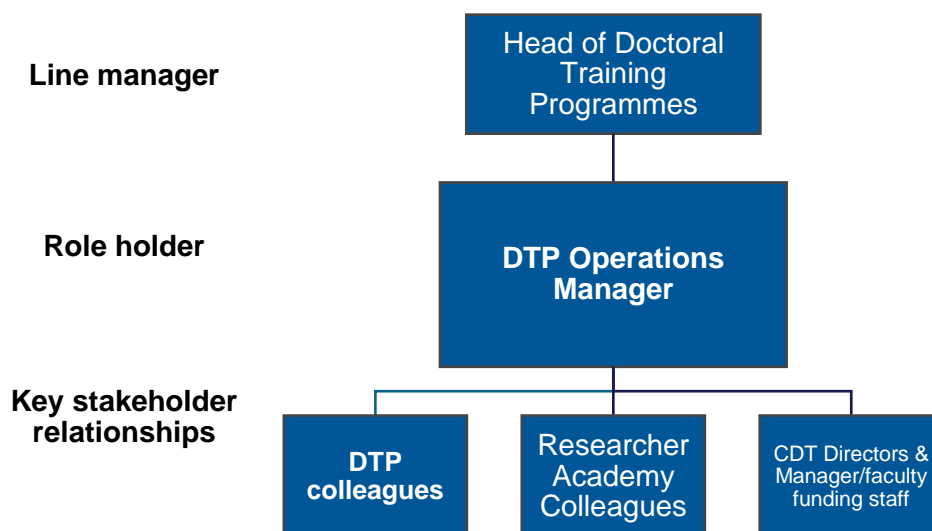 Line manager
Head of Doctoral
Training
Programmes
Role holder
DTP Operations
Manager
Key stakeholder
relationships
DTP
colleagues
Researcher
Academy
Colleagues
CDT Directors &
Manager/faculty
funding staff